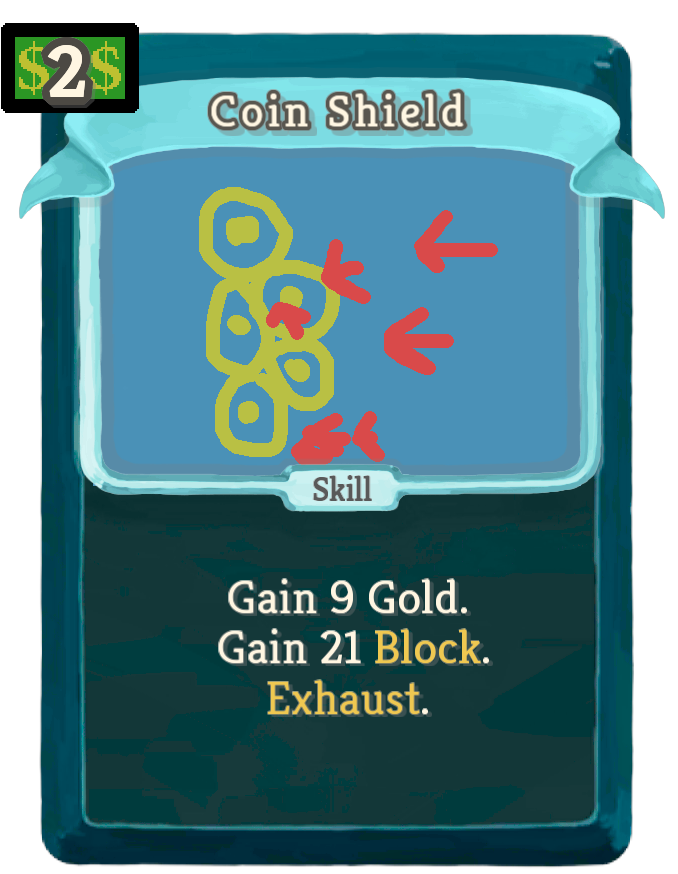 $2$
Coin Shield
Skill
Gain 9 Gold.
Gain 21 Block.
Exhaust.